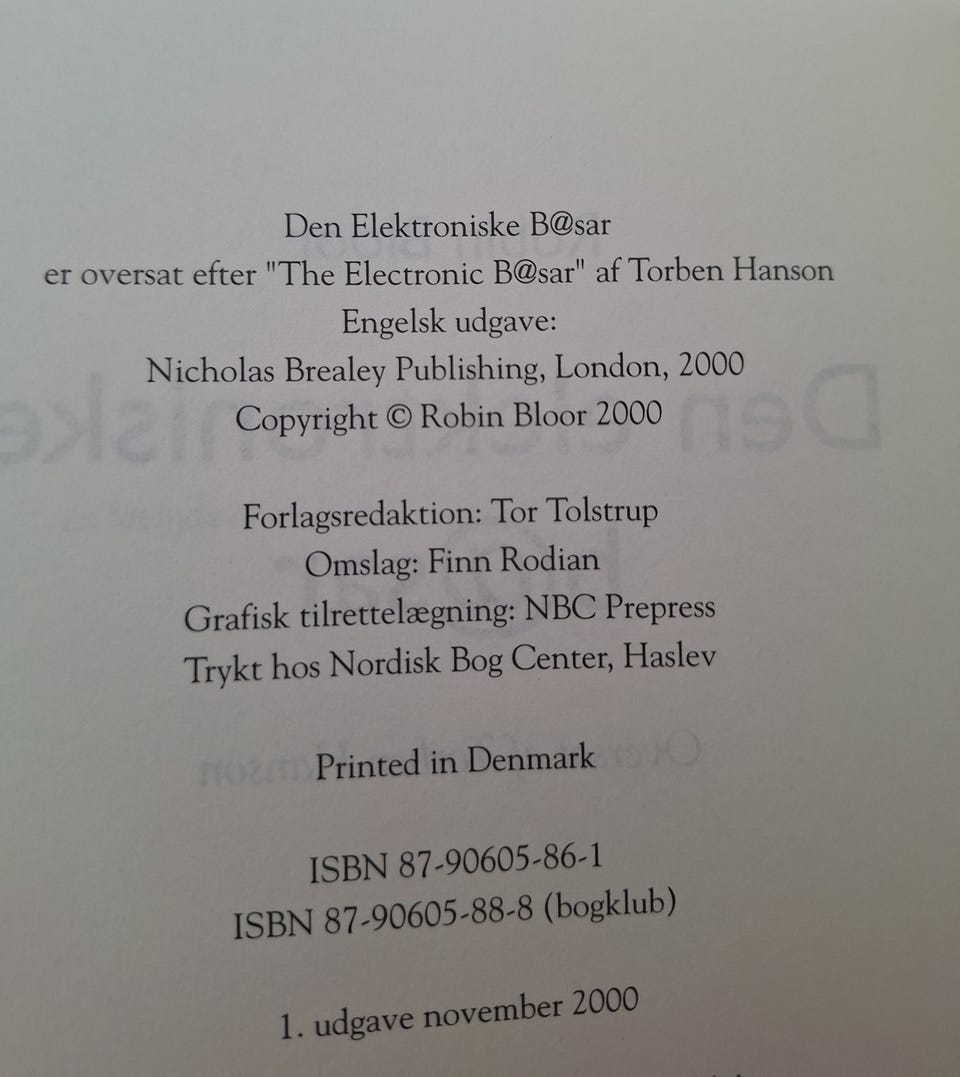 Den Elektroniske B@sar
er oversat efter "The Electronic B@sar" af Torben Hanson
Engelsk udgave:
Nicholas Brealey Publishing, London, 2000
Copyright © Robin Bloor 2000
Forlagsredaktion: Tor Tolstrup
Omslag: Finn Rodian
Grafisk tilrettelægning: NBC Prepress
Trykt hos Nordisk Bog Center, Haslev
Printed in Denmark
ISBN 87-90605-86-1
ISBN 87-90605-88-8 (bogklub)
1. udgave november 2000